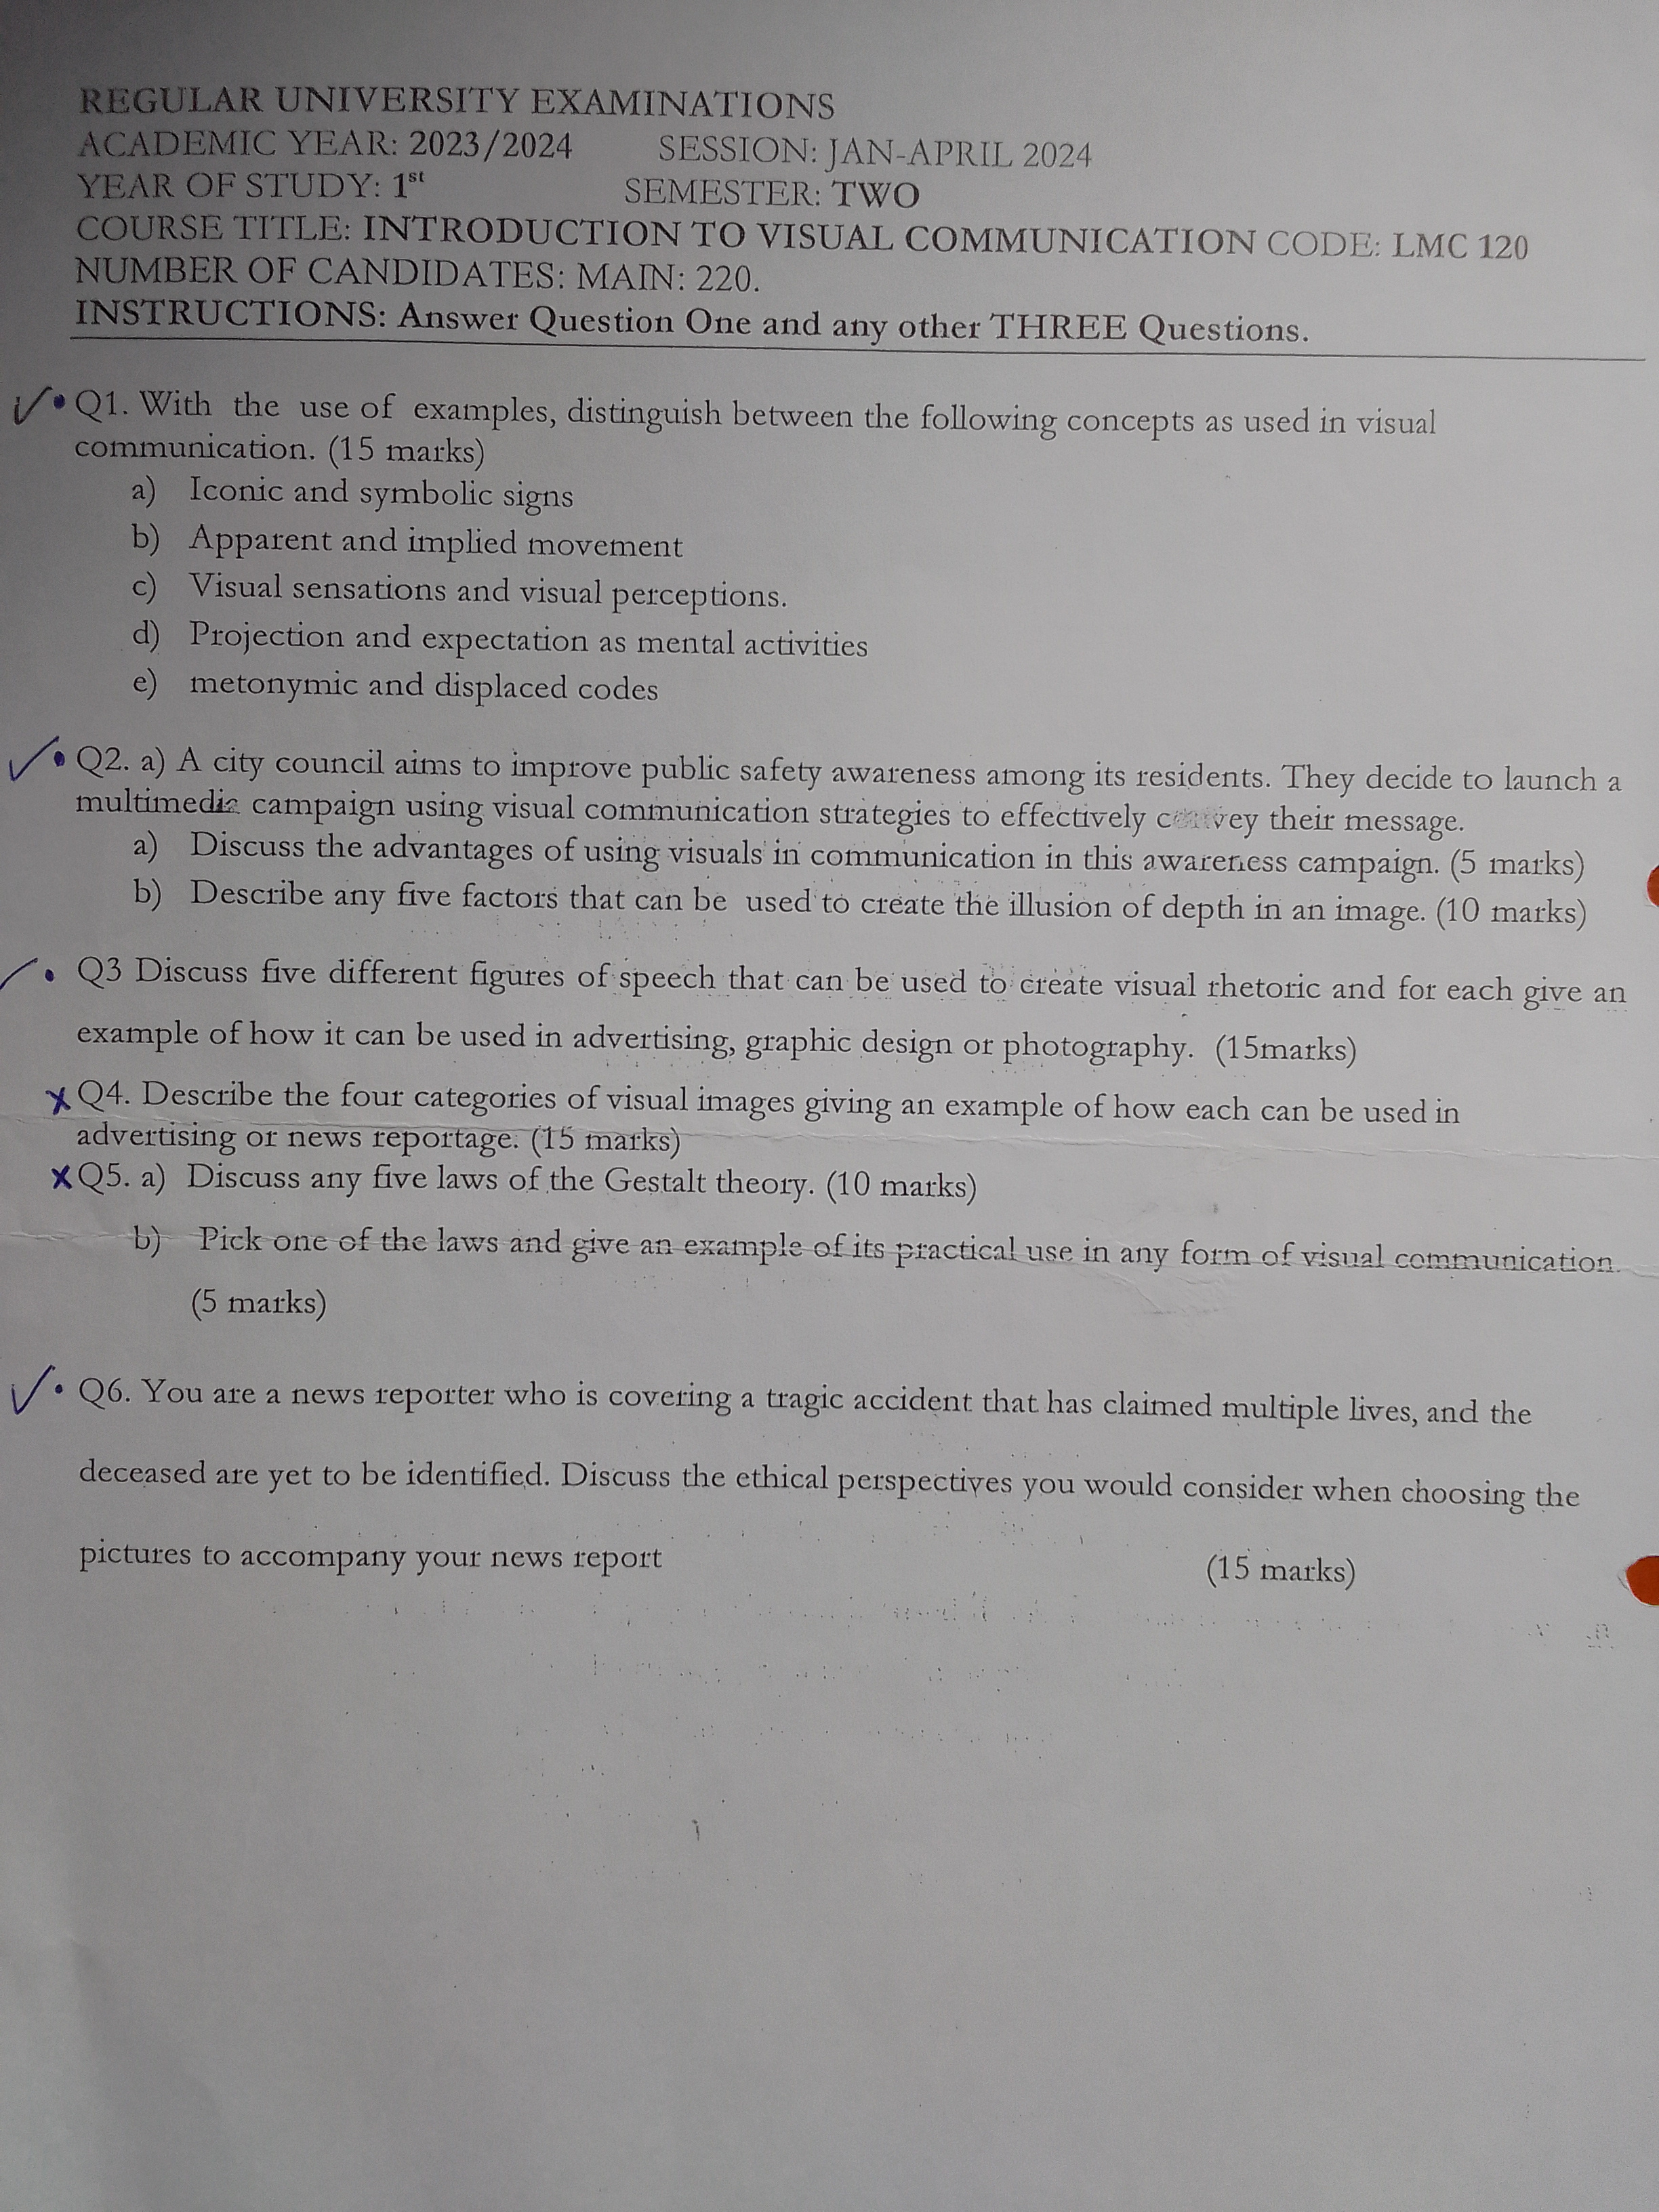 REGULAR UNIVERSITY EXAMINATIONS
ACADEMIC YEAR: 2023/2024 SESSION: JAN-APRIL 2024
YEAR OF STUDY: 1st SEMESTER: TWO
COURSE TITLE: INTRODUCTION TO VISUAL COMMUNICATION CODE: LMC 120
NUMBER OF CANDIDATES: MAIN: 220.
INSTRUCTIONS: Answer Question One and any other THREE Questions.
Q1. With the use of examples, distinguish between the following concepts as used in visual
communication. (15 marks)
a) Iconic and symbolic signs
b) Apparent and implied movement
c) Visual sensations and visual perceptions.
d) Projection and expectation as mental activities
e) metonymic and displaced codes
Q2. a) A city council aims to improve public safety awareness among its residents. They decide to launch a
multimedia campaign using visual communication strategies to effectively convey their message.
a) Discuss the advantages of using visuals in communication in this awareness campaign. (5 marks)
b) Describe any five factors that can be used to create the illusion of depth in an image. (10 marks)
Q3 Discuss five different figures of speech that can be used to create visual rhetoric and for each give an
example of how it can be used in advertising, graphic design or photography. (15marks)
Q4. Describe the four categories of visual images giving an example of how each can be used in
advertising or news reportage. (15 marks)
Q5. a) Discuss any five laws of the Gestalt theory. (10 marks)
b) Pick one of the laws and give an example of its practical use in any form of visual communication.
(5 marks)
Q6. You are a news reporter who is covering a tragic accident that has claimed multiple lives, and the
deceased are yet to be identified. Discuss the ethical perspectives you would consider when choosing the
pictures to accompany your news report (15 marks)